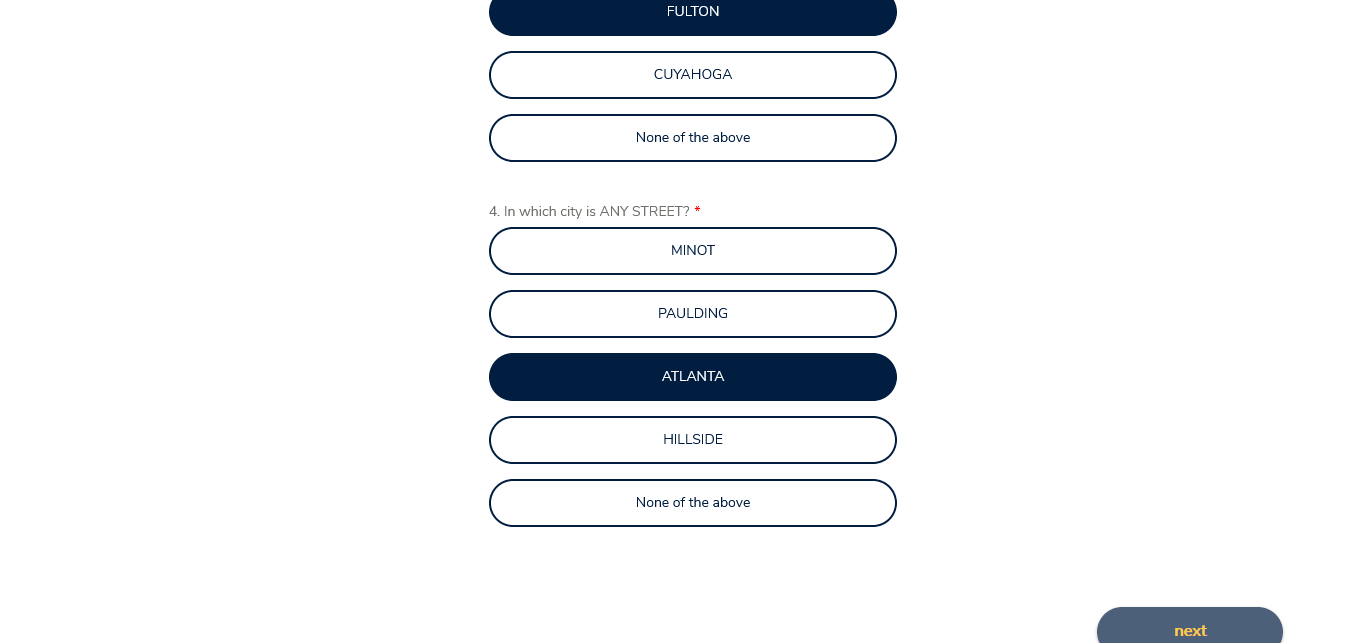 FULTON
CUYAHOGA
None of the above
4. In which city is ANY STREET? *
MINOT
PAULDING
ATLANTA
HILLSIDE
None of the above
next